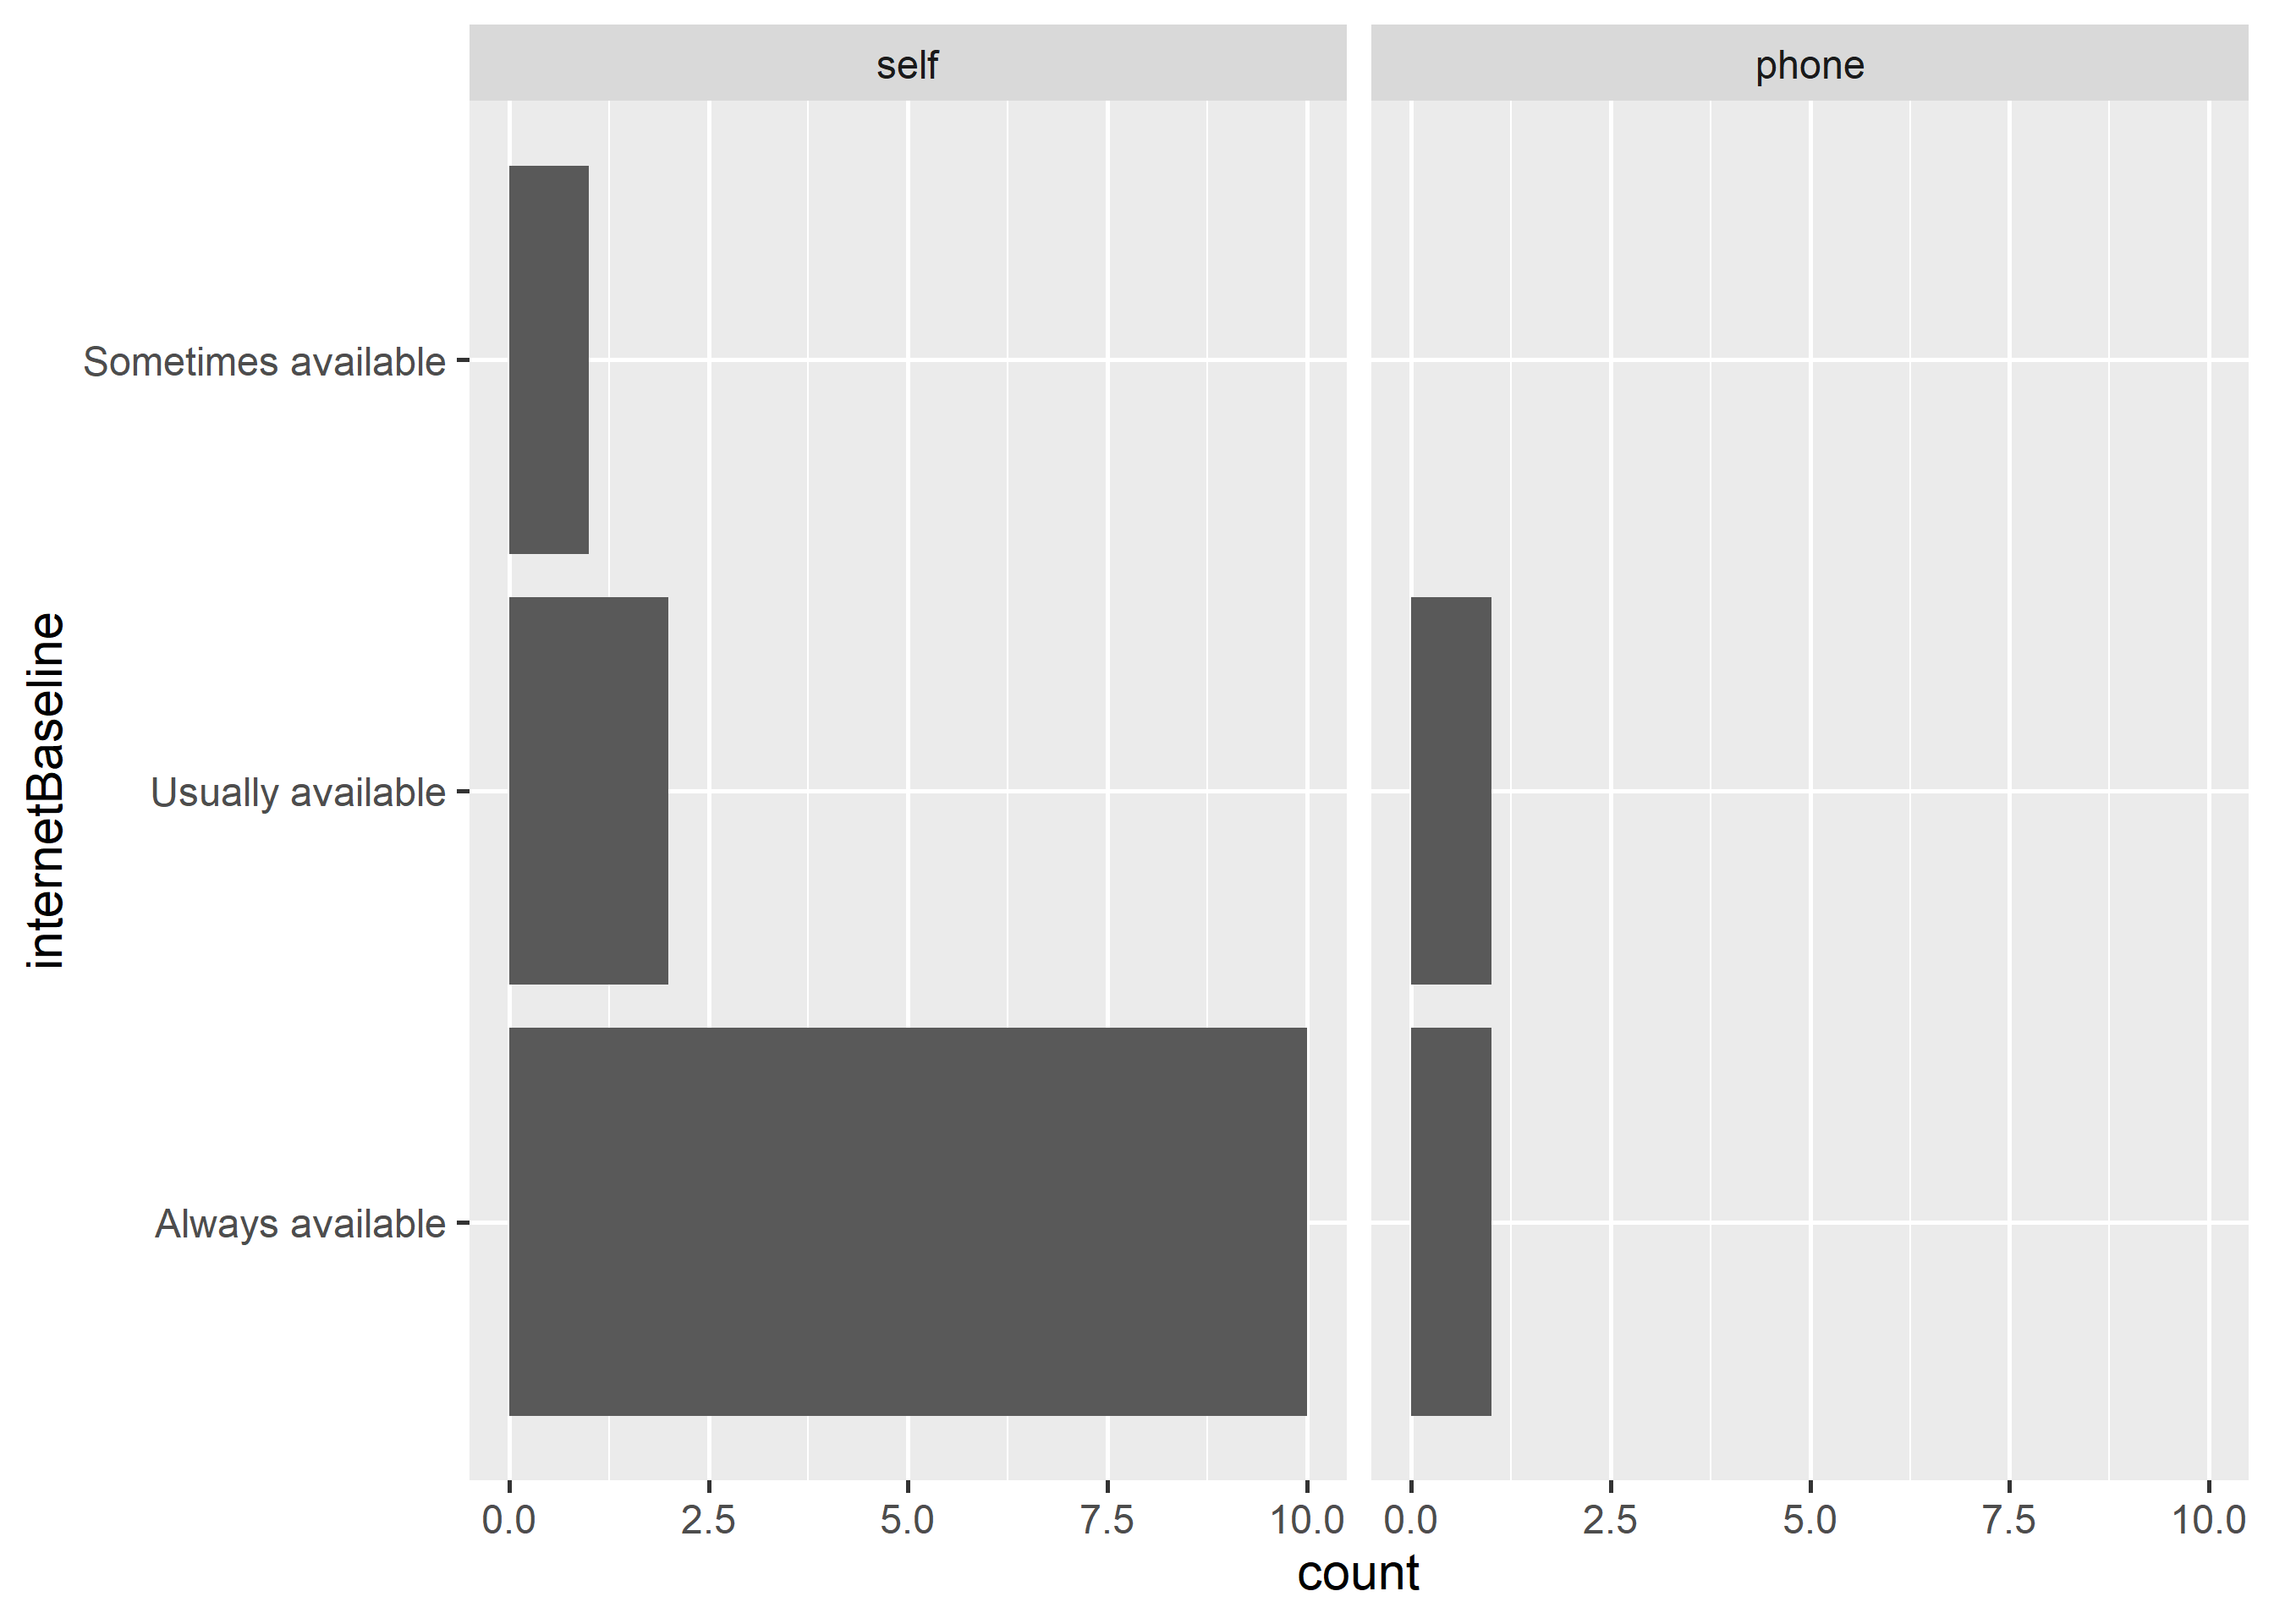 self phone
internetBaseline
Sometimes available
Usually available
Always available
0.0 2.5 5.0 7.5 10.0 0.0 2.5 5.0 7.5 10.0
count